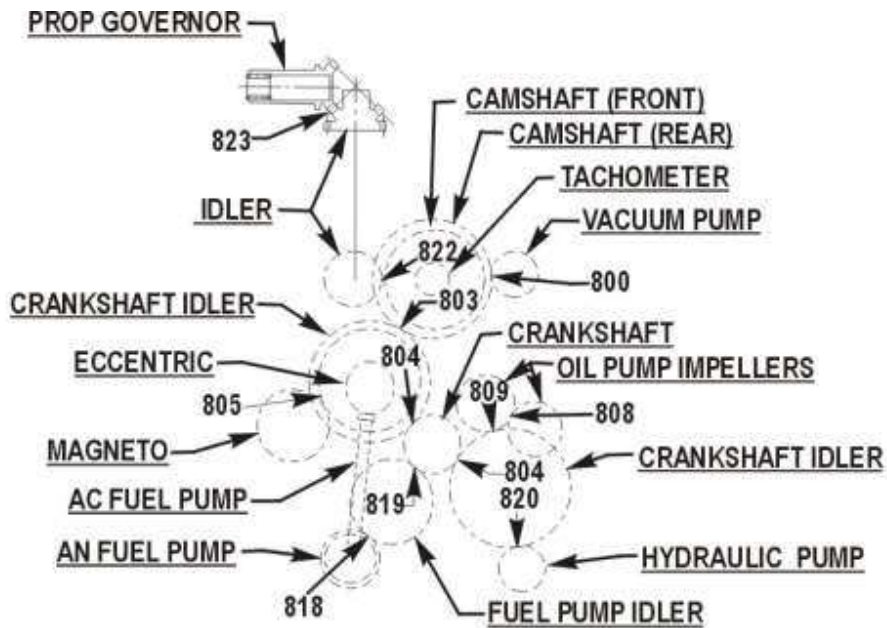 PROP GOVERNOR
CAMSHAFT (FRONT)
823
CAMSHAFT (REAR)
TACHOMETER
IDLER
VACUUM PUMP
822
800
CRANKSHAFT IDLER
803
CRANKSHAFT
ECCENTRIC
804
OIL PUMP IMPELLERS
809
805
808
MAGNETO
804
CRANKSHAFT IDLER
AC FUEL PUMP
819
820
AN FUEL PUMP
HYDRAULIC PUMP
818
FUEL PUMP IDLER